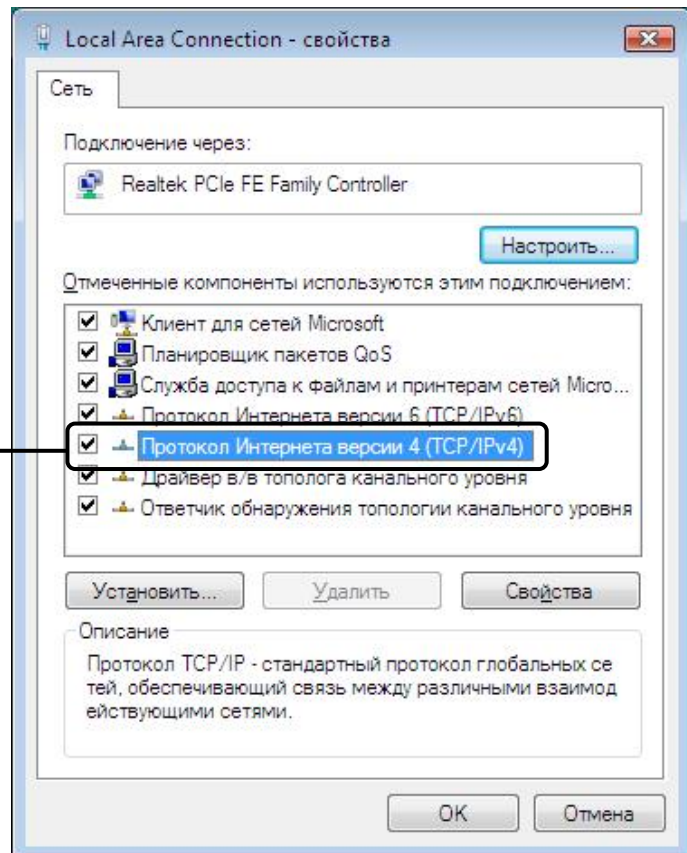 Local Area Connection - свойства
Сеть
Подключение через:
Realtek PCIe FE Family Controller
Настроить...
Отмеченные компоненты используются этим подключением:
Клиент для сетей Microsoft
Планировщик пакетов QoS
Служба доступа к файлам и принтерам сетей Micro...
Протокол Интернета версии 6 (TCP/IPv6)
Протокол Интернета версии 4 (TCP/IPv4)
Драйвер в/в тополога канального уровня
Ответчик обнаружения топологии канального уровня
Установить... Удалить Свойства
Описание
Протокол TCP/IP - стандартный протокол глобальных се
тей, обеспечивающий связь между различными взаимод
ействующими сетями.
OK Отмена